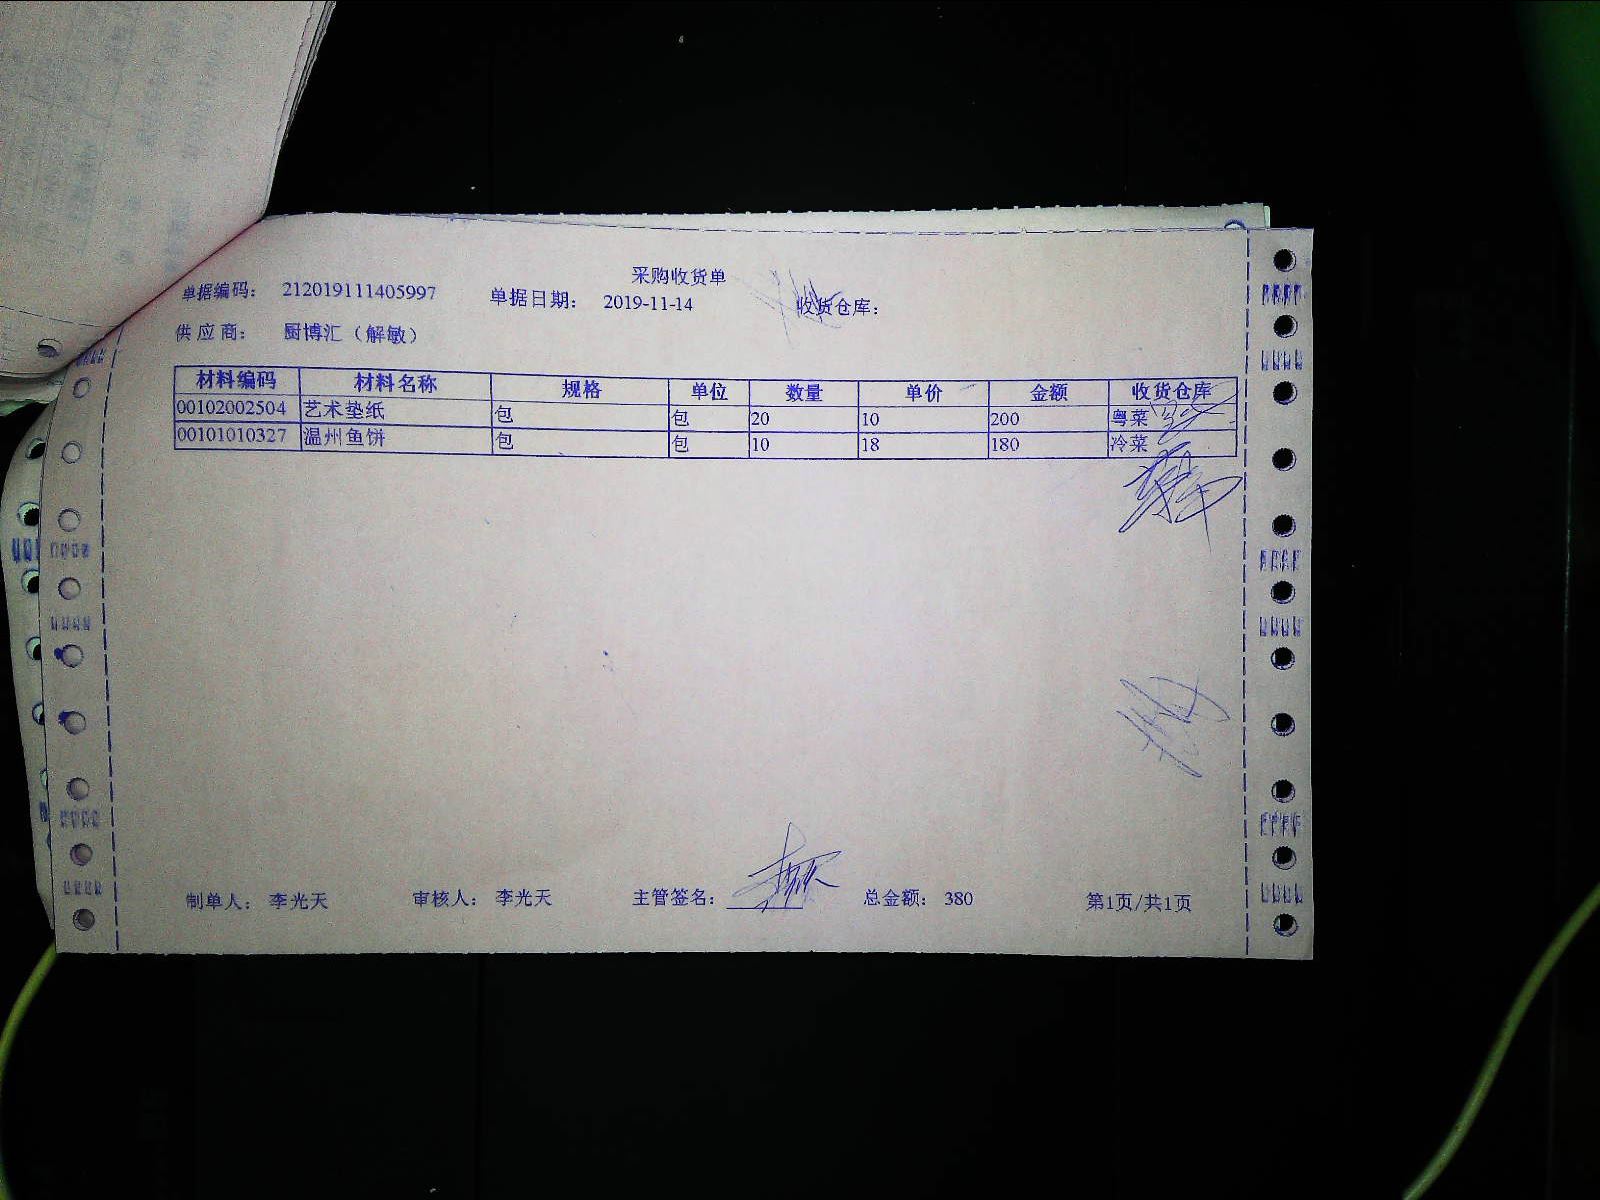 采购收货单
单据编码： 212019111405997 单据日期： 2019-11-14 收货仓库：
供应商： 厨博汇（解敏）
材料编码 材料名称 规格 单位 数量 单价 金额 收货仓库
00102002504 艺术垫纸 包 包 20 10 200 粤菜
00101010327 温州鱼饼 包 包 10 18 180 冷菜
制单人： 李光天 审核人： 李光天 主管签名： 总金额： 380 第1页/共1页